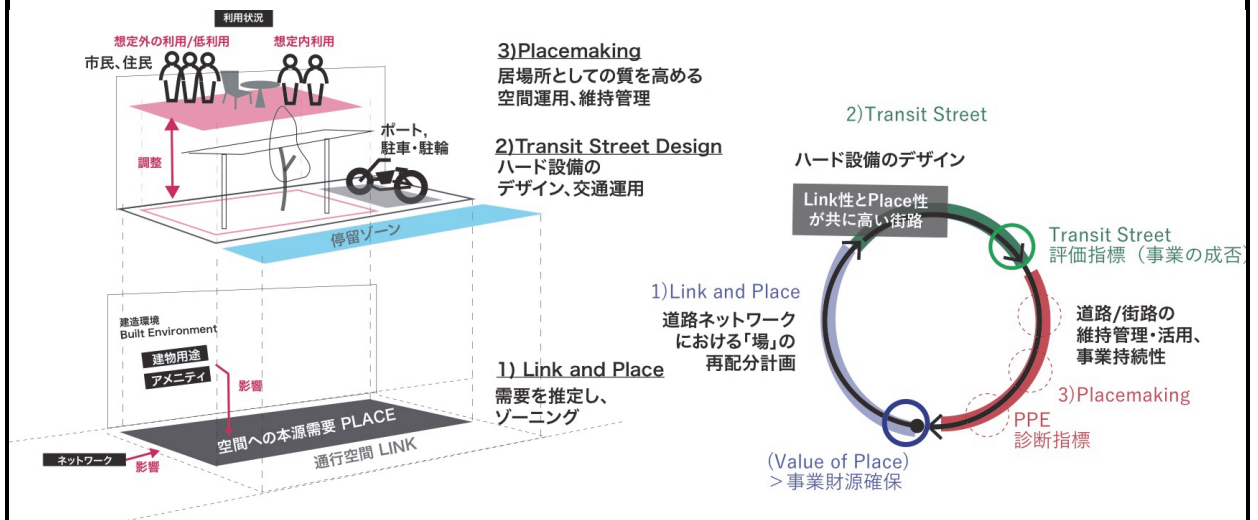 利用状況
想定外の利用/低利用
想定内利用
市民、住民
調整
ポート,
駐車・駐輪
停留ゾーン
3)Placemaking
居場所としての質を高める
空間運用、維持管理
2)Transit Street Design
ハード設備の
デザイン、交通運用
建造環境
Built Environment
建物用途
アメニティ
影響
空間への本源需要 PLACE
通行空間 LINK
ネットワーク
影響
1) Link and Place
需要を推定し、
ゾーニング
2)Transit Street
ハード設備のデザイン
Link性とPlace性
が共に高い街路
Transit Street
評価指標（事業の成否）
1)Link and Place
道路ネットワーク
における「場」の
再配分計画
道路/街路の
維持管理・活用、
事業持続性
3)Placemaking
PPE
診断指標
(Value of Place)
＞事業財源確保